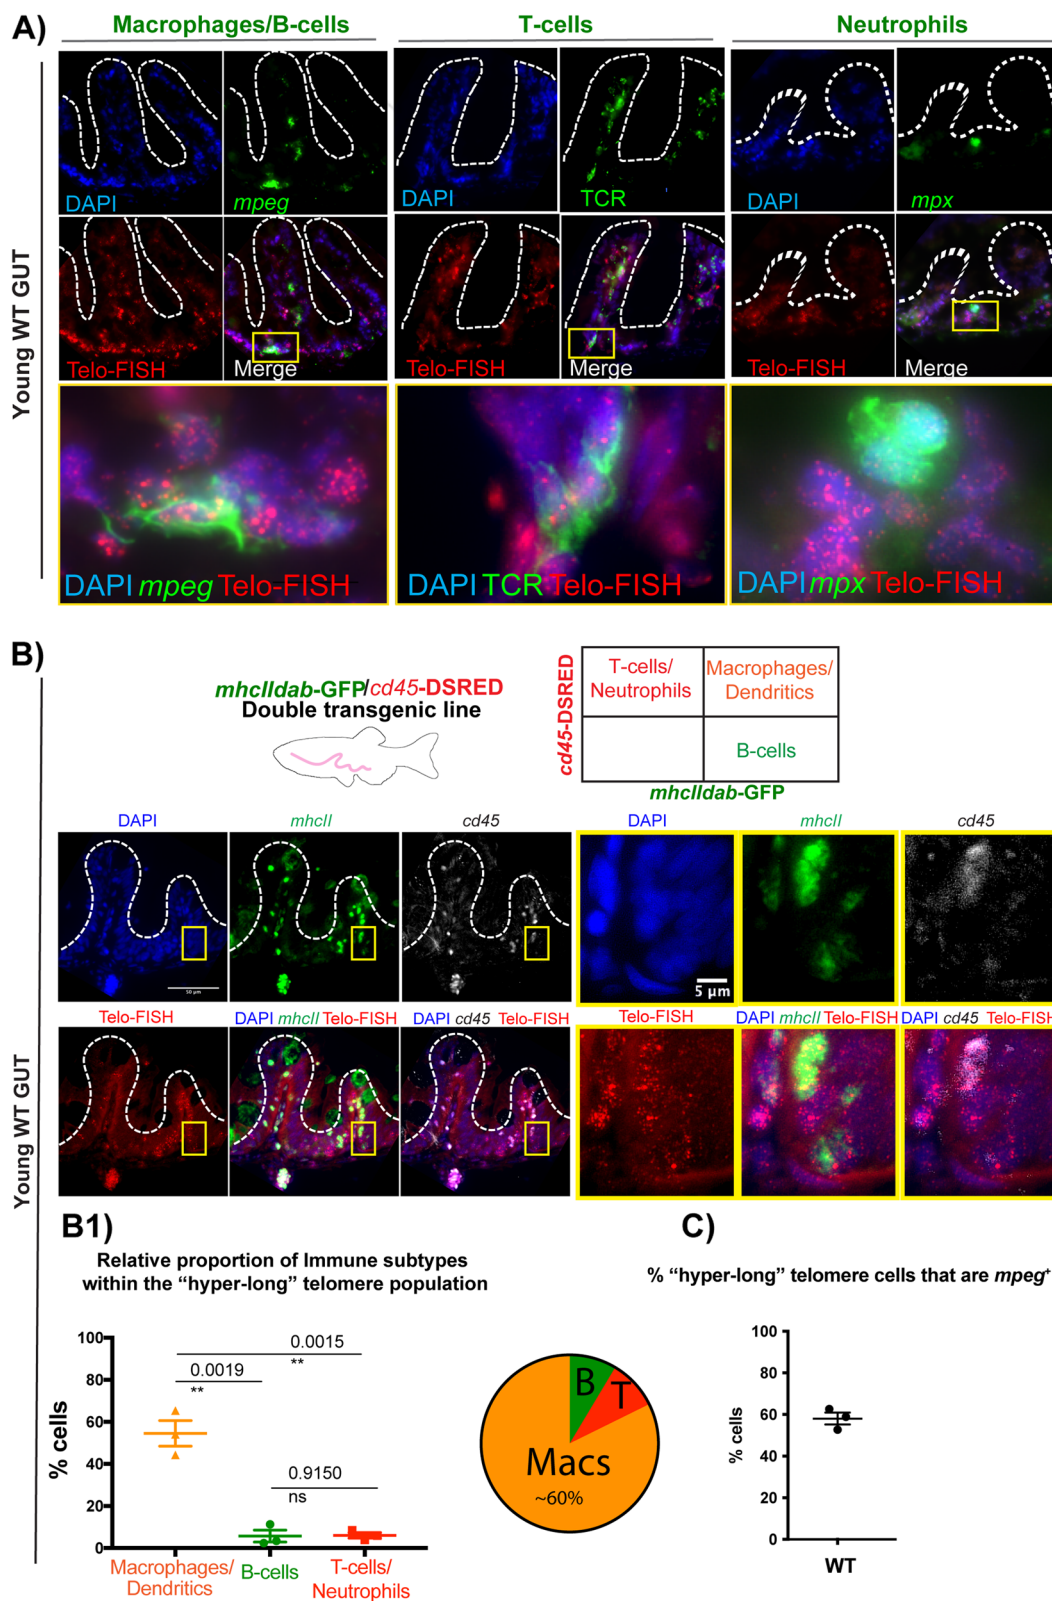 A)
Macrophages/B-cells
T-cells
Neutrophils
Young WT GUT
DAPI
mpeg
DAPI
TCR
DAPI
mpx
Telo-FISH
Merge
Telo-FISH
Merge
Telo-FISH
Merge
DAPI mpeg Telo-FISH
DAPI TCR Telo-FISH
DAPI mpx Telo-FISH
B)
mhcIIdab-GFP/cd45-DSRED
Double transgenic line
cd45-DSRED
T-cells/
Neutrophils
Macrophages/
Dendritics
B-cells
mhcIIdab-GFP
Young WT GUT
DAPI
mhcII
cd45
DAPI
mhcII
cd45
50 μm
5 μm
Telo-FISH
DAPI mhcII Telo-FISH
DAPI cd45 Telo-FISH
Telo-FISH
DAPI mhcII Telo-FISH
DAPI cd45 Telo-FISH
B1)
Relative proportion of Immune subtypes
within the “hyper-long” telomere population
% cells
100
80
60
40
20
0
0.0015
**
0.0019
**
0.9150
ns
Macrophages/
Dendritics
B-cells
T-cells/
Neutrophils
B
T
Macs
~60%
C)
% “hyper-long” telomere cells that are mpeg+
% cells
100
80
60
40
20
0
WT